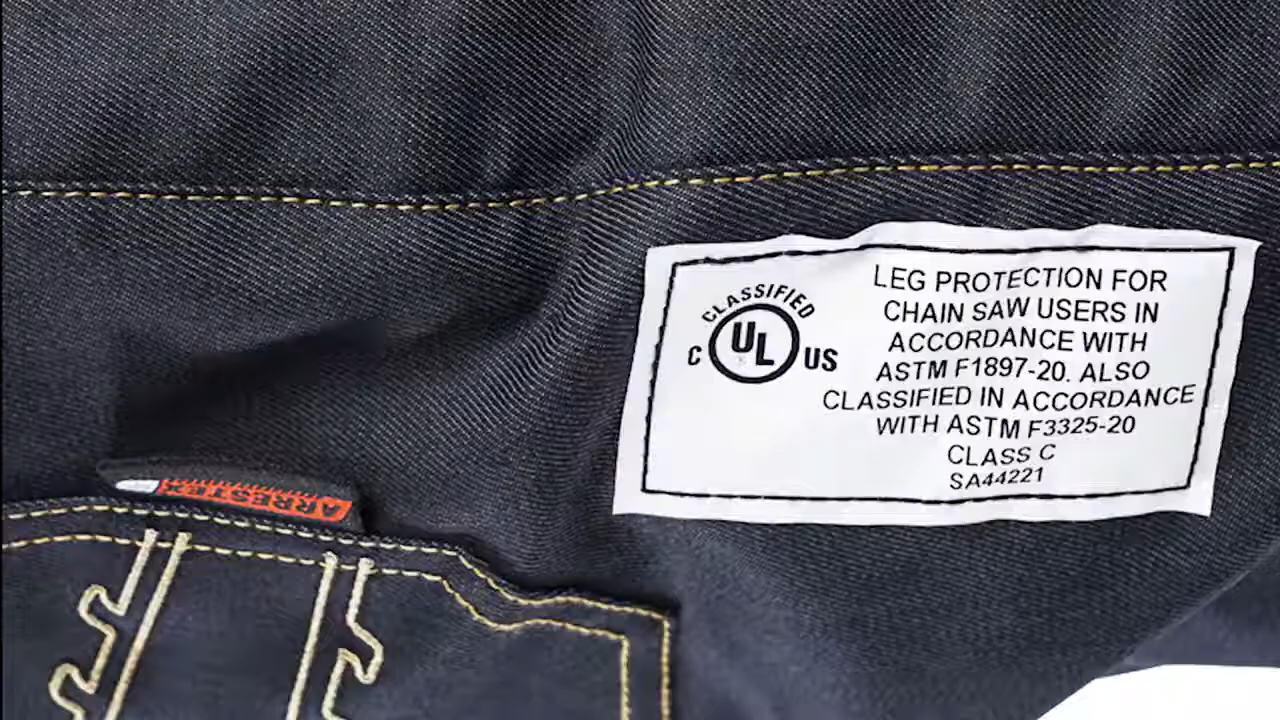 CLASSIFIED
C UL US
LEG PROTECTION FOR
CHAIN SAW USERS IN
ACCORDANCE WITH
ASTM F1897-20. ALSO
CLASSIFIED IN ACCORDANCE
WITH ASTM F3325-20
CLASS C
SA44221
ARRESTEX